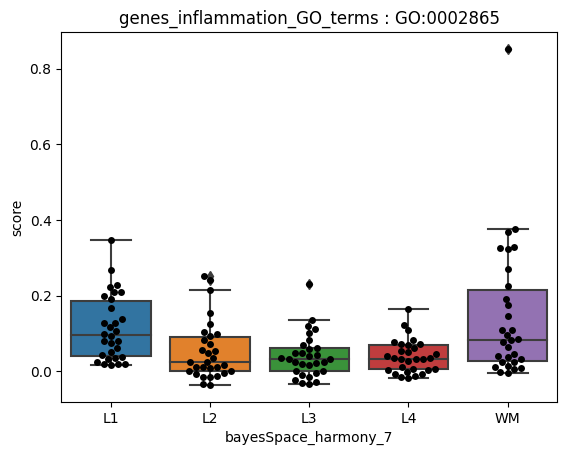 genes_inflammation_GO_terms : GO:0002865
score
0.8
0.6
0.4
0.2
0.0
L1 L2 L3 L4 WM
bayesSpace_harmony_7